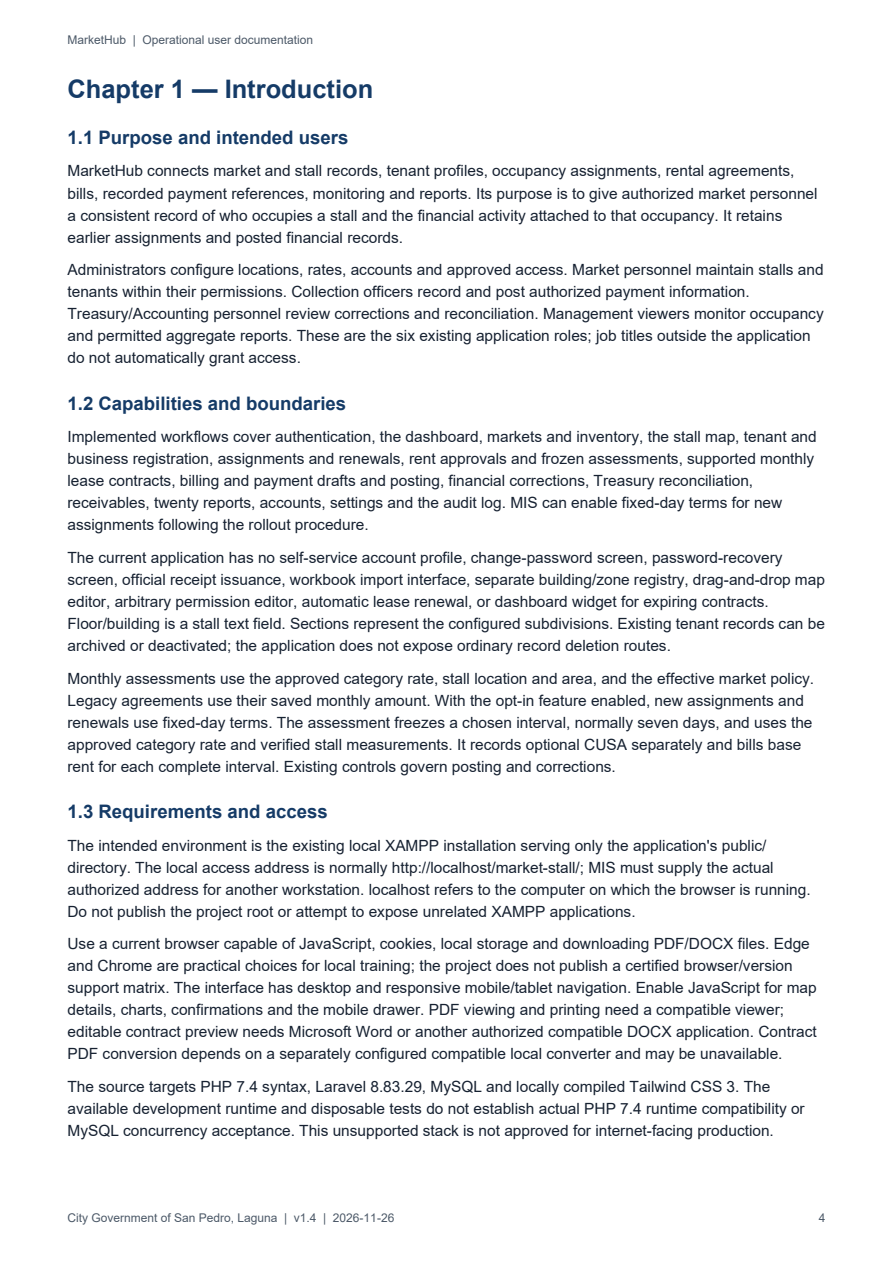 MarketHub | Operational user documentation
Chapter 1 — Introduction
1.1 Purpose and intended users
MarketHub connects market and stall records, tenant profiles, occupancy assignments, rental agreements,
bills, recorded payment references, monitoring and reports. Its purpose is to give authorized market personnel
a consistent record of who occupies a stall and the financial activity attached to that occupancy. It retains
earlier assignments and posted financial records.
Administrators configure locations, rates, accounts and approved access. Market personnel maintain stalls and
tenants within their permissions. Collection officers record and post authorized payment information.
Treasury/Accounting personnel review corrections and reconciliation. Management viewers monitor occupancy
and permitted aggregate reports. These are the six existing application roles; job titles outside the application
do not automatically grant access.
1.2 Capabilities and boundaries
Implemented workflows cover authentication, the dashboard, markets and inventory, the stall map, tenant and
business registration, assignments and renewals, rent approvals and frozen assessments, supported monthly
lease contracts, billing and payment drafts and posting, financial corrections, Treasury reconciliation,
receivables, twenty reports, accounts, settings and the audit log. MIS can enable fixed-day terms for new
assignments following the rollout procedure.
The current application has no self-service account profile, change-password screen, password-recovery
screen, official receipt issuance, workbook import interface, separate building/zone registry, drag-and-drop map
editor, arbitrary permission editor, automatic lease renewal, or dashboard widget for expiring contracts.
Floor/building is a stall text field. Sections represent the configured subdivisions. Existing tenant records can be
archived or deactivated; the application does not expose ordinary record deletion routes.
Monthly assessments use the approved category rate, stall location and area, and the effective market policy.
Legacy agreements use their saved monthly amount. With the opt-in feature enabled, new assignments and
renewals use fixed-day terms. The assessment freezes a chosen interval, normally seven days, and uses the
approved category rate and verified stall measurements. It records optional CUSA separately and bills base
rent for each complete interval. Existing controls govern posting and corrections.
1.3 Requirements and access
The intended environment is the existing local XAMPP installation serving only the application's public/
directory. The local access address is normally http://localhost/market-stall/; MIS must supply the actual
authorized address for another workstation. localhost refers to the computer on which the browser is running.
Do not publish the project root or attempt to expose unrelated XAMPP applications.
Use a current browser capable of JavaScript, cookies, local storage and downloading PDF/DOCX files. Edge
and Chrome are practical choices for local training; the project does not publish a certified browser/version
support matrix. The interface has desktop and responsive mobile/tablet navigation. Enable JavaScript for map
details, charts, confirmations and the mobile drawer. PDF viewing and printing need a compatible viewer;
editable contract preview needs Microsoft Word or another authorized compatible DOCX application. Contract
PDF conversion depends on a separately configured compatible local converter and may be unavailable.
The source targets PHP 7.4 syntax, Laravel 8.83.29, MySQL and locally compiled Tailwind CSS 3. The
available development runtime and disposable tests do not establish actual PHP 7.4 runtime compatibility or
MySQL concurrency acceptance. This unsupported stack is not approved for internet-facing production.
City Government of San Pedro, Laguna | v1.4 | 2026-11-26
4